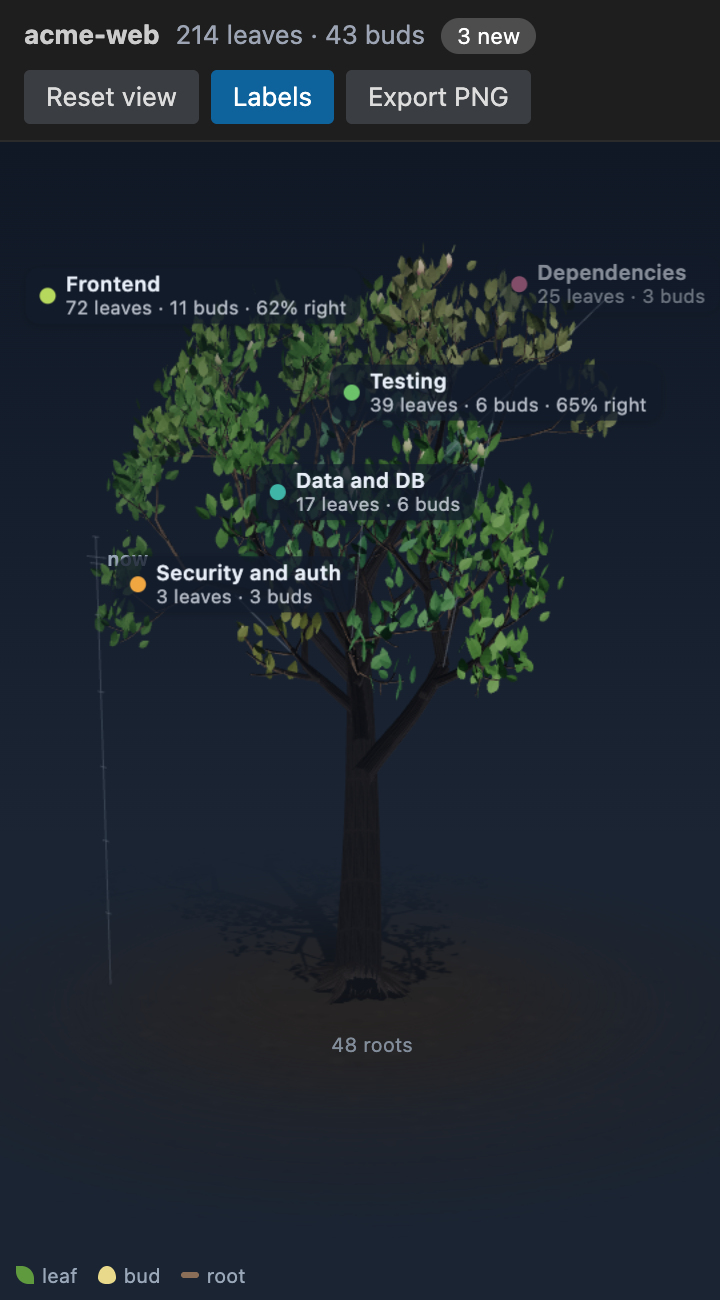 acme-web 214 leaves · 43 buds 3 new
Reset view Labels Export PNG
Dependencies
25 leaves · 3 buds
Frontend
72 leaves · 11 buds · 62% right
Testing
39 leaves · 6 buds · 65% right
Data and DB
17 leaves · 6 buds
now
Security and auth
3 leaves · 3 buds
48 roots
leaf bud root